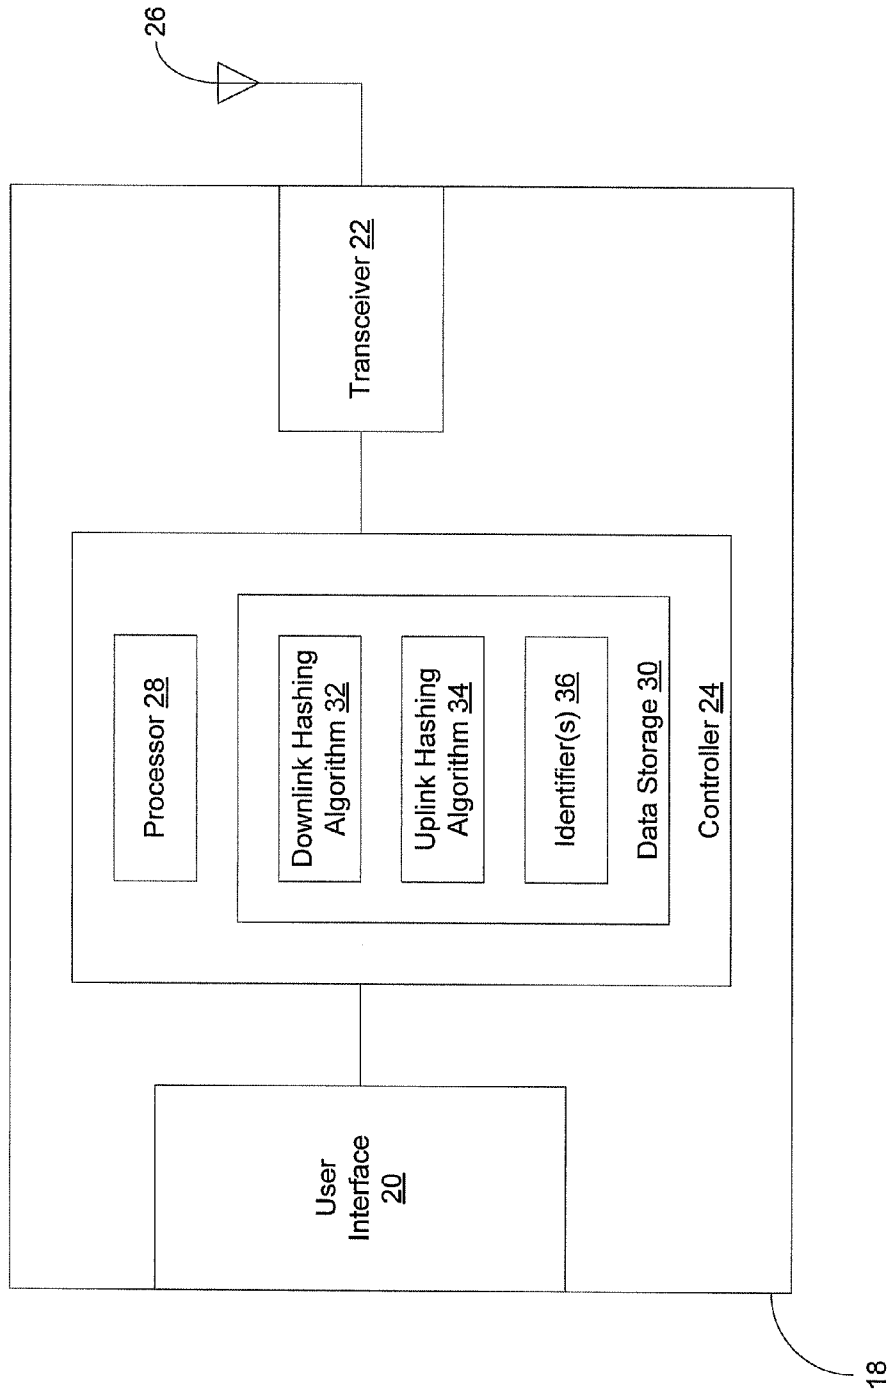 26
Transceiver 22
Processor 28
Downlink Hashing
Algorithm 32
Uplink Hashing
Algorithm 34
Identifier(s) 36
Data Storage 30
Controller 24
User
Interface
20
18